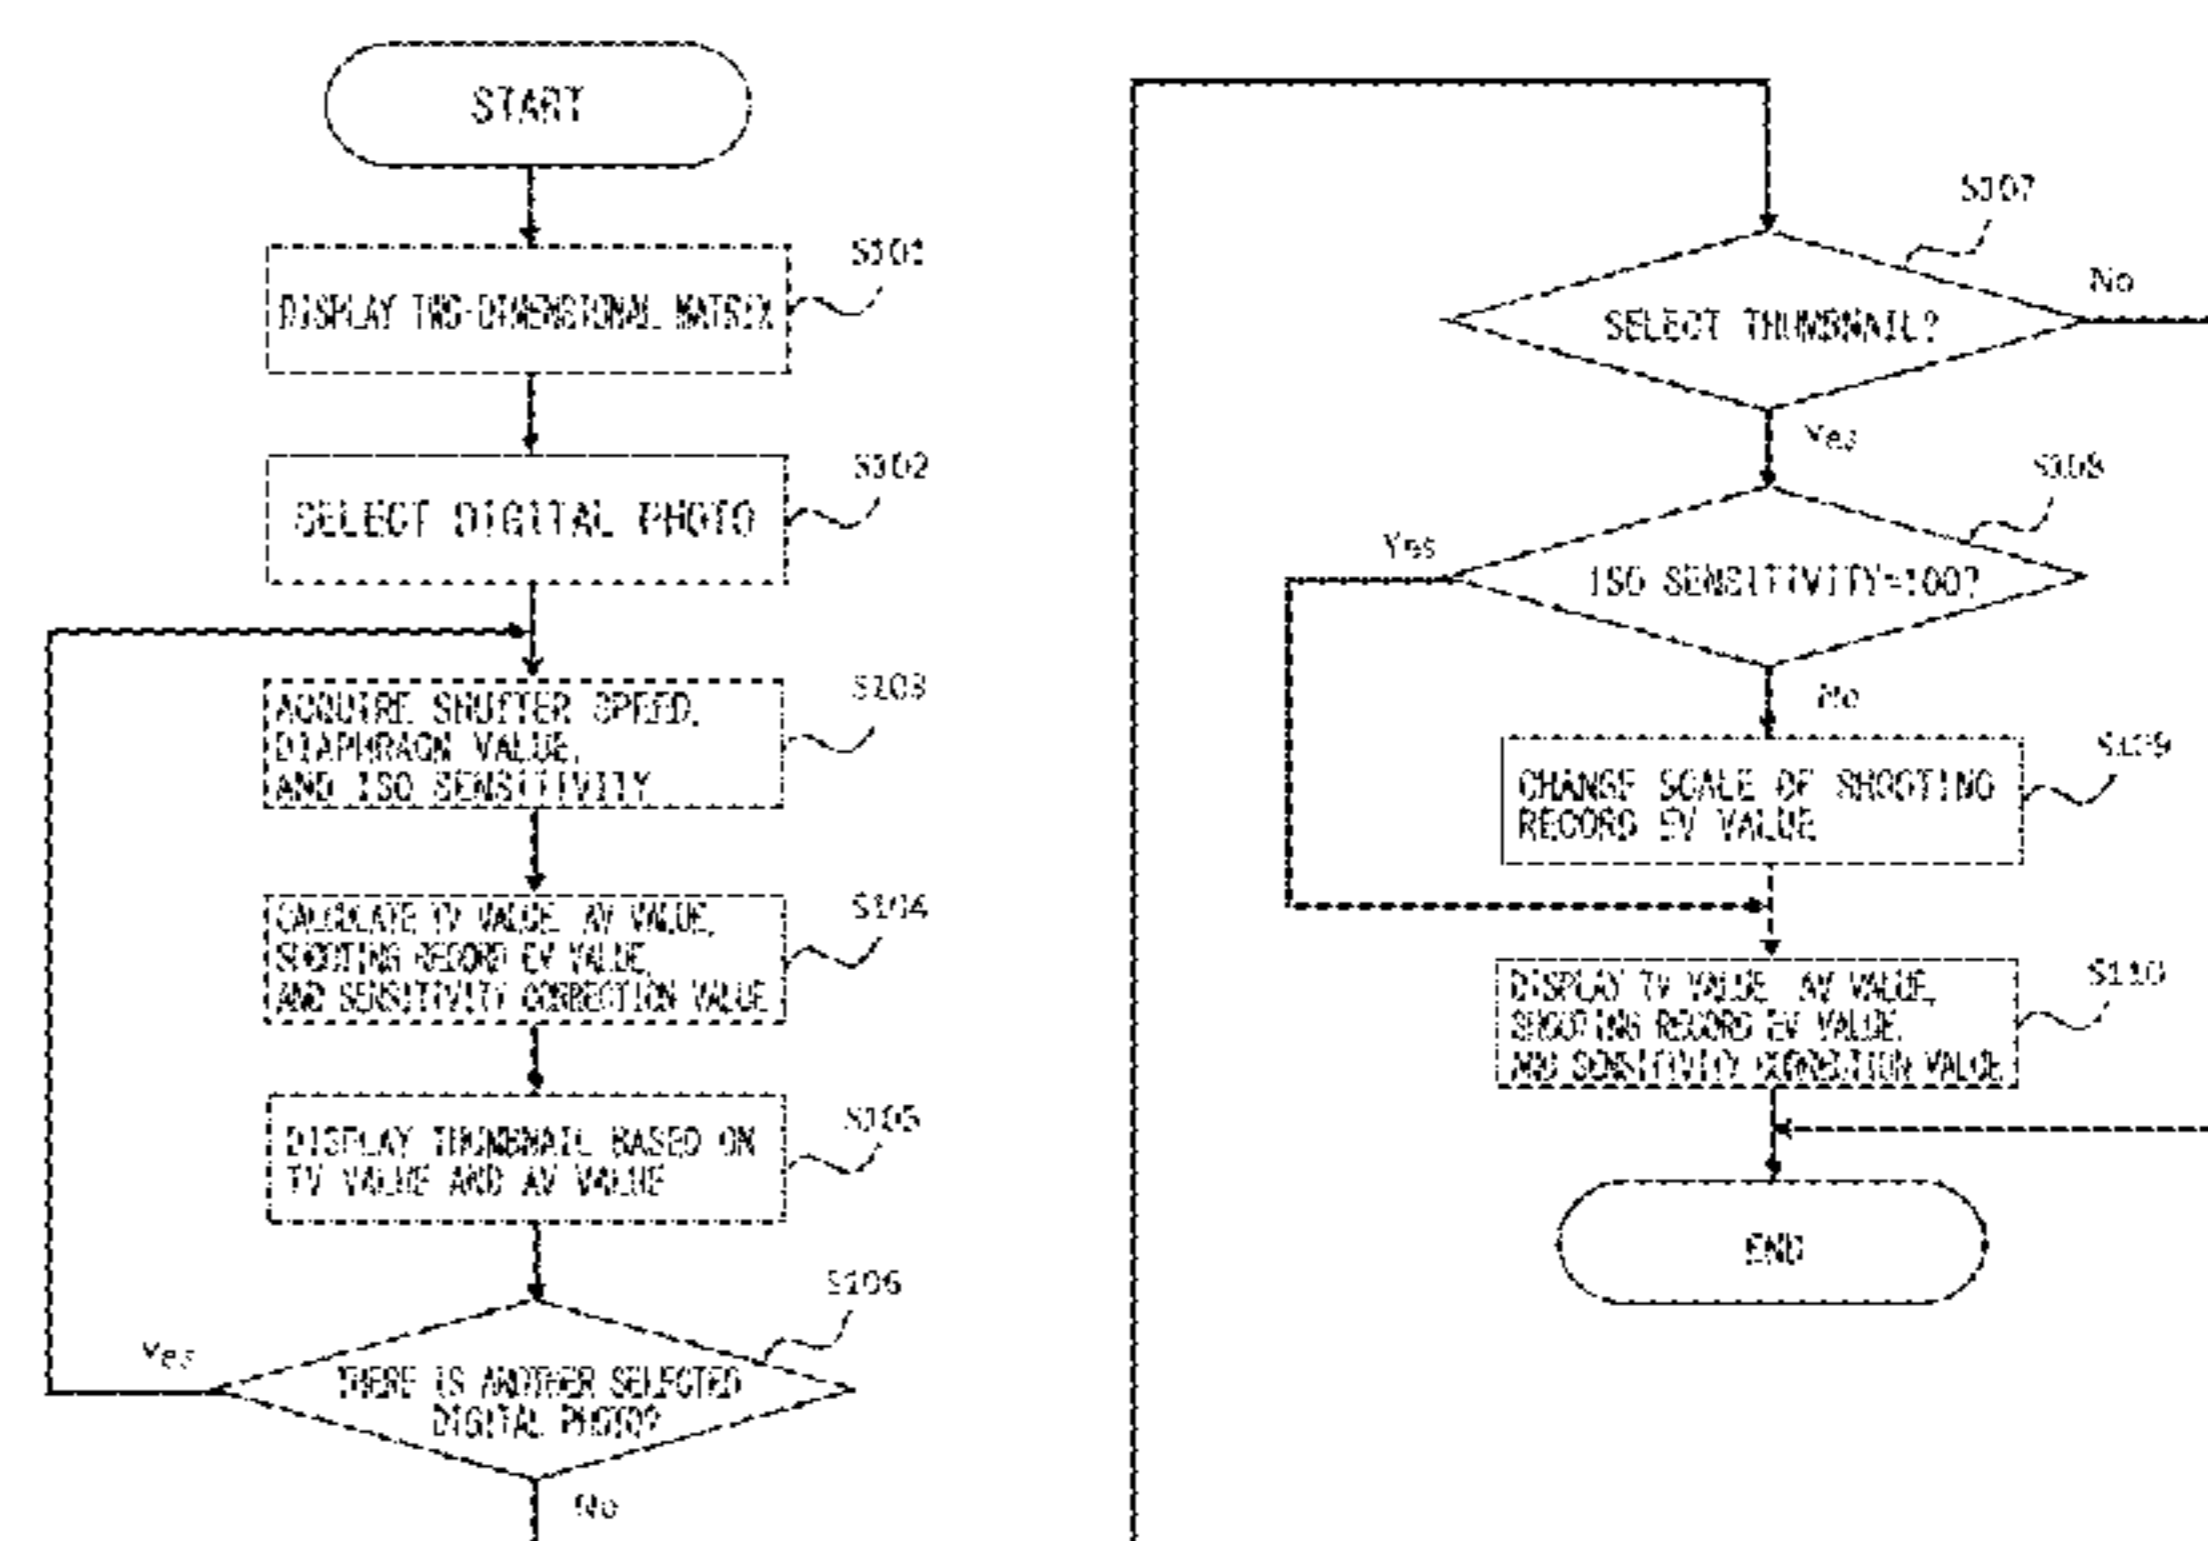 START
S101
DISPLAY TWO-DIMENSIONAL MATRIX
S102
SELECT DIGITAL PHOTO
S103
ACQUIRE SHUTTER SPEED,
DIAPHRAGM VALUE,
AND ISO SENSITIVITY
S104
CALCULATE TV VALUE, AV VALUE,
SHOOTING RECORD EV VALUE,
AND SENSITIVITY CORRECTION VALUE
S105
DISPLAY THUMBNAIL BASED ON
TV VALUE AND AV VALUE
S106
Yes
THERE IS ANOTHER SELECTED
DIGITAL PHOTO?
No
S107
No
SELECT THUMBNAIL?
Yes
S108
Yes
ISO SENSITIVITY=100?
No
S109
CHANGE SCALE OF SHOOTING
RECORD EV VALUE
S110
DISPLAY TV VALUE, AV VALUE,
SHOOTING RECORD EV VALUE,
AND SENSITIVITY CORRECTION VALUE
END